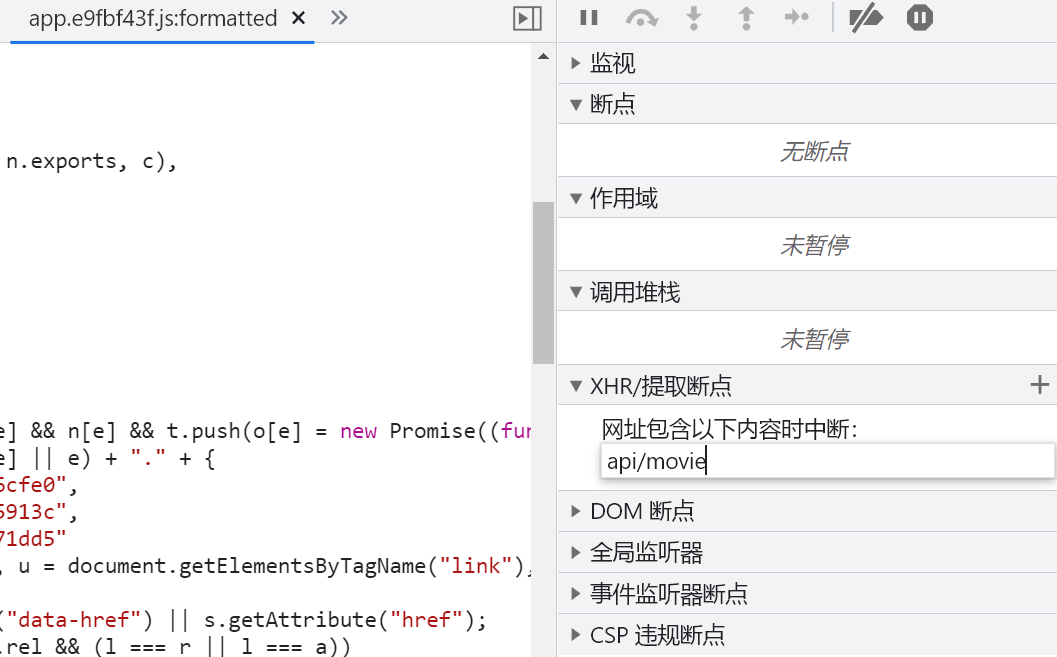 app.e9fbf43f.js:formatted × »
n.exports, c),
e] && n[e] && t.push(o[e] = new Promise((fun
e] || e) + "." + {
5cfe0",
5913c",
71dd5"
, u = document.getElementsByTagName("link"),
("data-href") || s.getAttribute("href");
.rel && (l === r || l === a))
监视
断点
无断点
作用域
未暂停
调用堆栈
未暂停
XHR/提取断点 +
网址包含以下内容时中断:
api/movie
DOM 断点
全局监听器
事件监听器断点
CSP 违规断点